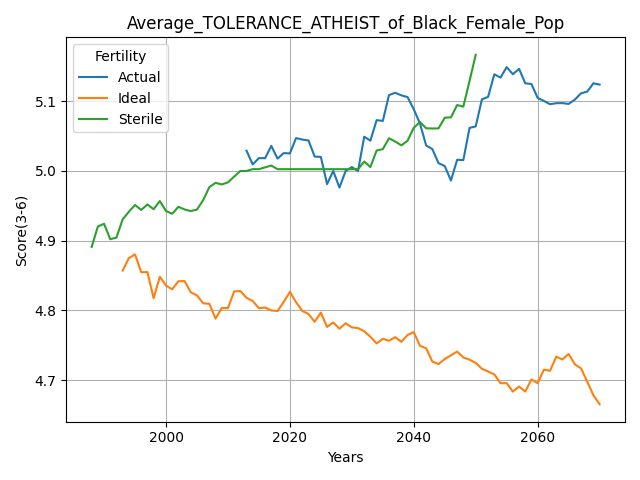 Average_TOLERANCE_ATHEIST_of_Black_Female_Pop
Fertility
Actual
Ideal
Sterile
Score(3-6)
5.1
5.0
4.9
4.8
4.7
2000
2020
2040
2060
Years